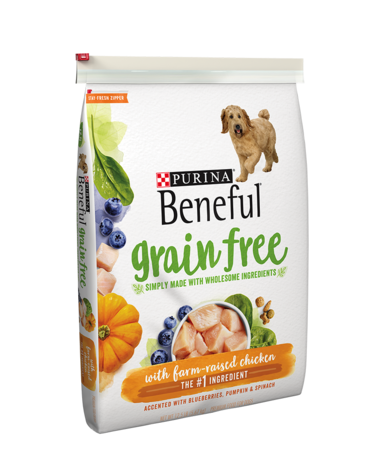 STAY-FRESH ZIPPER
PURINA
Beneful
grain free
SIMPLY MADE WITH WHOLESOME INGREDIENTS
with farm-raised chicken
THE #1 INGREDIENT
ACCENTED WITH BLUEBERRIES, PUMPKIN & SPINACH
PURINA
Beneful
grain free